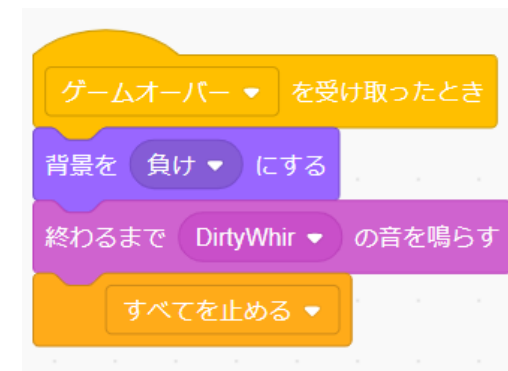 ゲームオーバー を受け取ったとき
背景を 負け にする
終わるまで DirtyWhir の音を鳴らす
すべてを止める